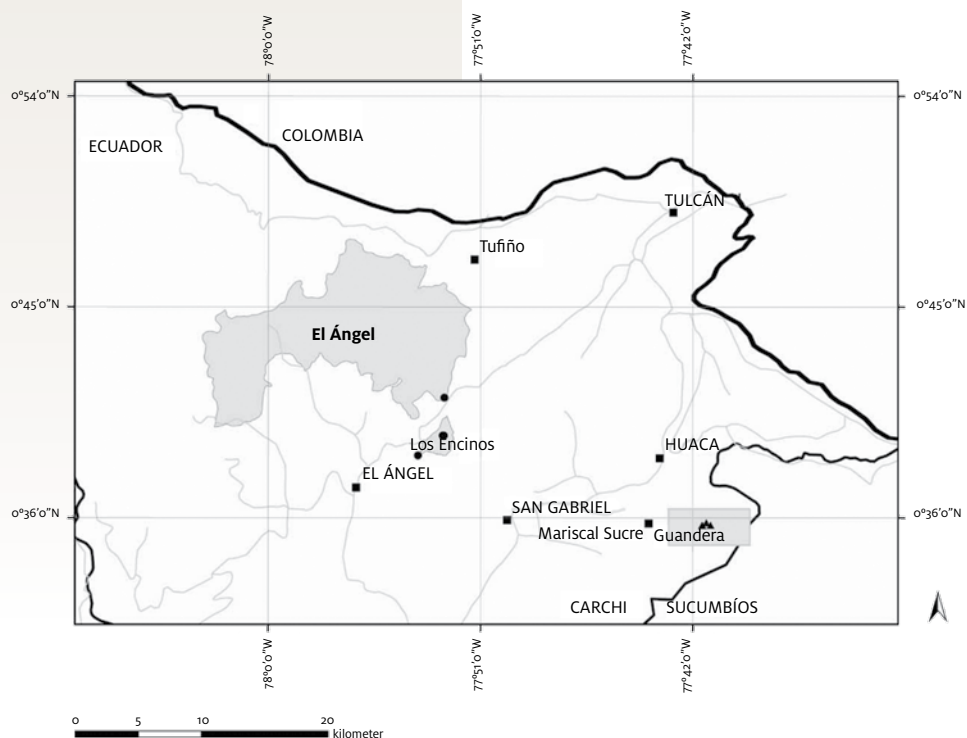 78°0'0"W
77°51'0"W
77°42'0"W
0°54'0"N
0°54'0"N
ECUADOR
COLOMBIA
TULCÁN
Tufiño
0°45'0"N
0°45'0"N
El Ángel
Los Encinos
HUACA
EL ÁNGEL
0°36'0"N
SAN GABRIEL
0°36'0"N
Mariscal Sucre
Guandera
CARCHI
SUCUMBÍOS
78°0'0"W
77°51'0"W
77°42'0"W
0 5 10 20
kilometer